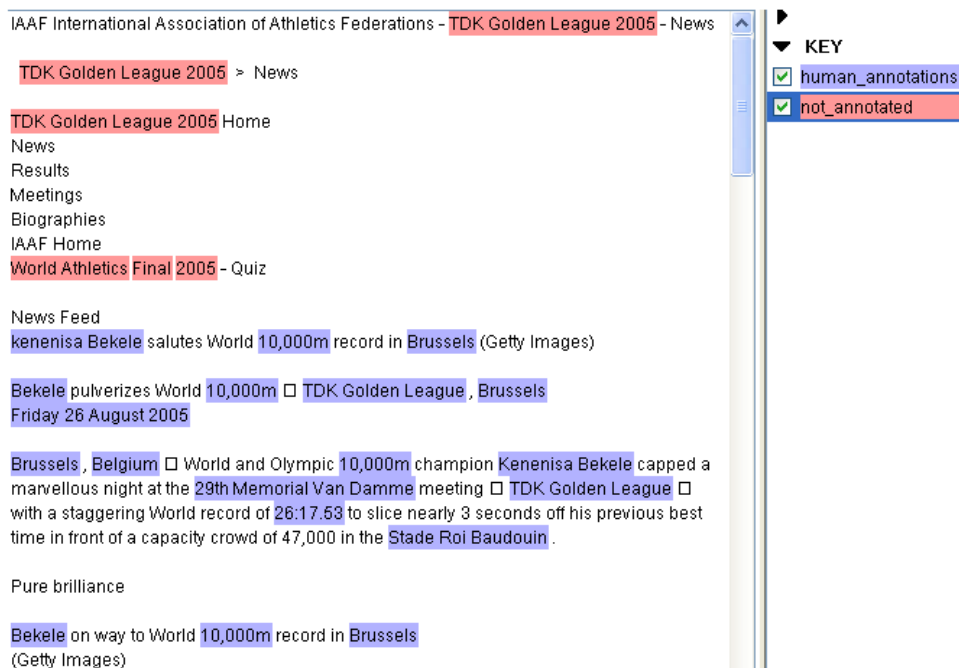 IAAF International Association of Athletics Federations - TDK Golden League 2005 - News
TDK Golden League 2005 > News
TDK Golden League 2005 Home
News
Results
Meetings
Biographies
IAAF Home
World Athletics Final 2005 - Quiz
News Feed
kenenisa Bekele salutes World 10,000m record in Brussels (Getty Images)
Bekele pulverizes World 10,000m □ TDK Golden League , Brussels
Friday 26 August 2005
Brussels , Belgium □ World and Olympic 10,000m champion Kenenisa Bekele capped a
marvellous night at the 29th Memorial Van Damme meeting □ TDK Golden League □
with a staggering World record of 26:17.53 to slice nearly 3 seconds off his previous best
time in front of a capacity crowd of 47,000 in the Stade Roi Baudouin .
Pure brilliance
Bekele on way to World 10,000m record in Brussels
(Getty Images)
KEY
human_annotations
not_annotated